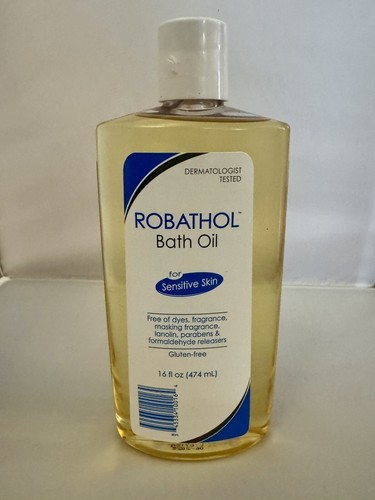 DERMATOLOGIST
TESTED
ROBATHOL™
Bath Oil
for
Sensitive Skin
Free of dyes, fragrance,
masking fragrance,
lanolin, parabens &
formaldehyde releasers
Gluten-free
16 fl oz (474 mL)